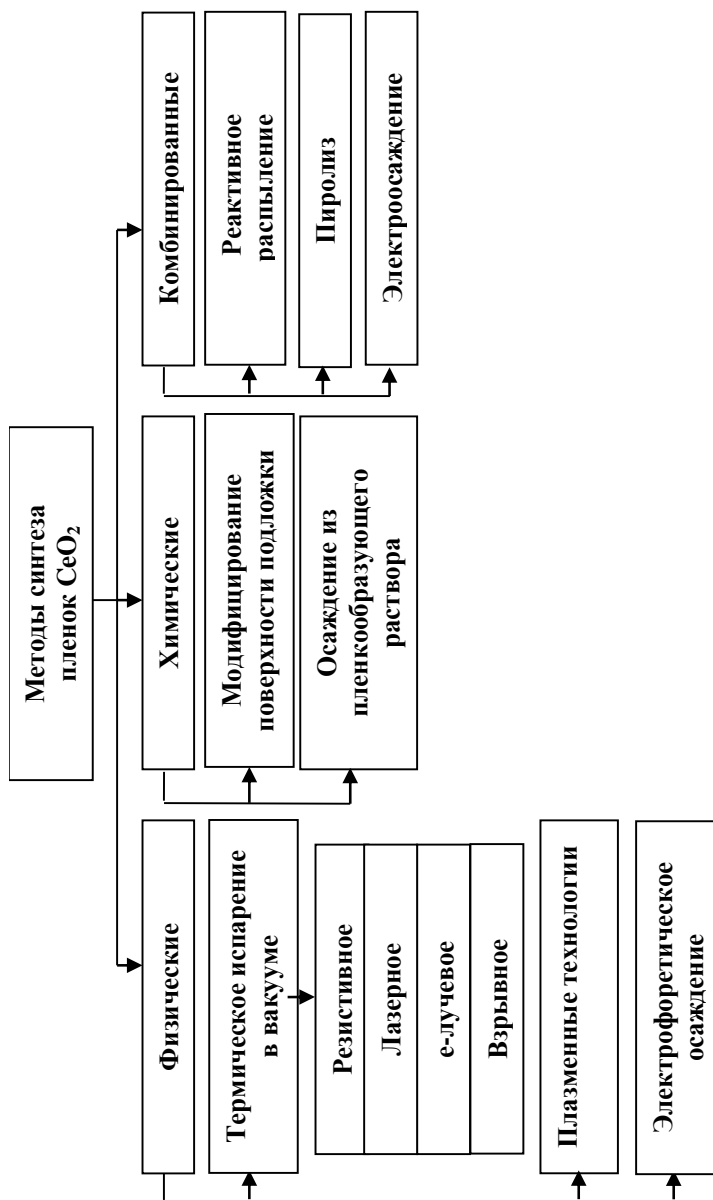 Методы синтеза
пленок CeO₂
Физические
Термическое испарение
в вакууме
Резистивное
Лазерное
е-лучевое
Взрывное
Плазменные технологии
Электрофоретическое
осаждение
Химические
Модифицирование
поверхности подложки
Осаждение из
пленкообразующего
раствора
Комбинированные
Реактивное
распыление
Пиролиз
Электроосаждение